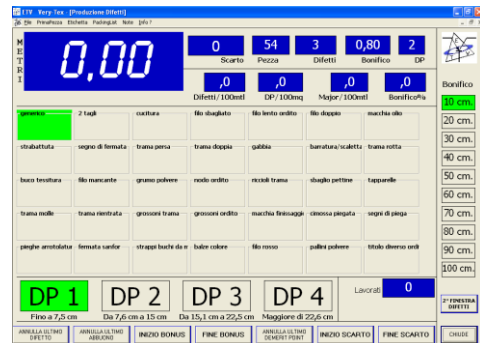 ITV Very Tex - [Produzione Difetti]
File PrimaPezza Etichetta PackingList Note Info ?
METRI
0,00
0 54 3 0,80 2
Scarto Pezza Difetti Bonifico DP
,0 ,0 ,0 ,0
Difetti/100mtl DP/100mq Major/100mtl Bonifico%
Bonifico
10 cm.
20 cm.
30 cm.
40 cm.
50 cm.
60 cm.
70 cm.
80 cm.
90 cm.
100 cm.
generico 2 tagli cucitura filo sbagliato filo lento ordito filo doppio macchia olio
strabattuta segno di fermata trama persa trama doppia gabbia barratura/scaletta trama rotta
buco tessitura filo mancante grumo polvere nodo ordito riccioli trama sbaglio pettine tapparelle
trama molle trama rientrata grossoni trama grossoni ordito macchia finissaggi cimossa piegata segni di piega
pieghe arrotolatur fermata sanfor strappi buchi da m balze colore filo rosso pallini polvere titolo diverso ordi
DP 1 DP 2 DP 3 DP 4
Fino a 7,5 cm Da 7,6 cm a 15 cm Da 15,1 cm a 22,5 cm Maggiore di 22,6 cm
Lavorati 0
2° FINESTRA DIFETTI
ANNULLA ULTIMO DIFETTO ANNULLA ULTIMO ABBUONO INIZIO BONUS FINE BONUS ANNULLA ULTIMO DEMERIT POINT INIZIO SCARTO FINE SCARTO CHIUDE